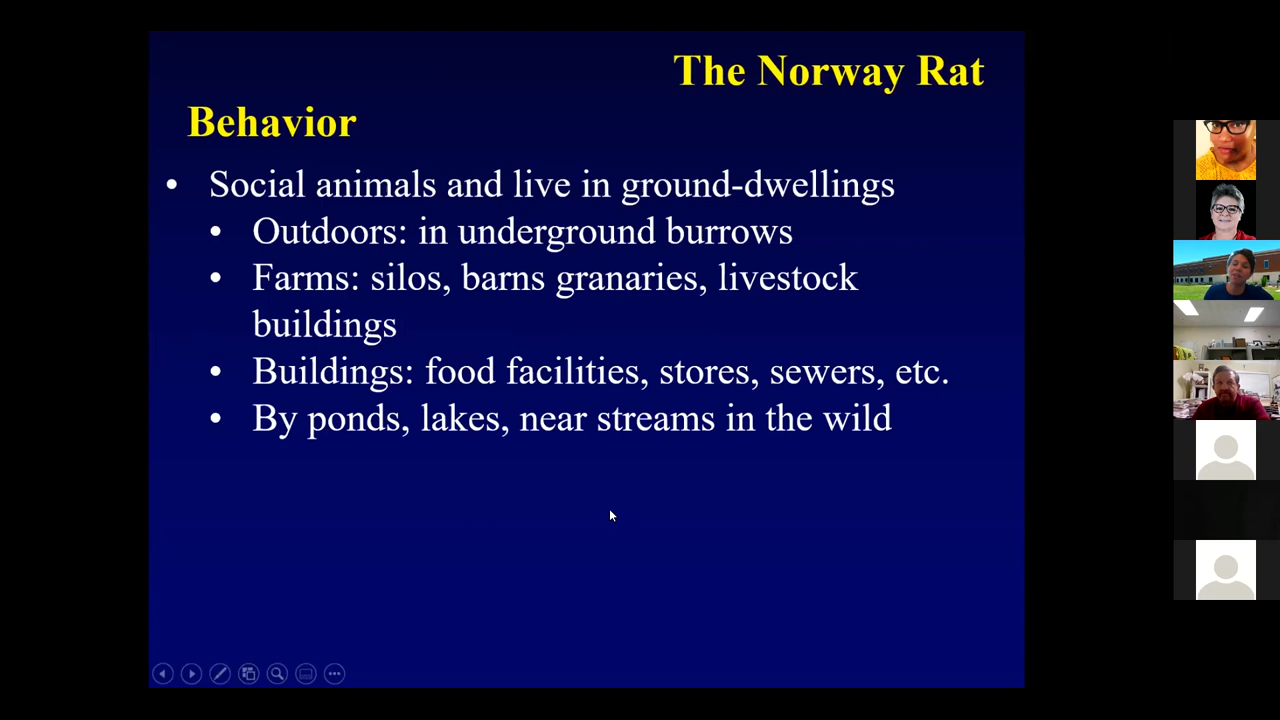 The Norway Rat
Behavior
• Social animals and live in ground-dwellings
• Outdoors: in underground burrows
• Farms: silos, barns granaries, livestock
buildings
• Buildings: food facilities, stores, sewers, etc.
• By ponds, lakes, near streams in the wild